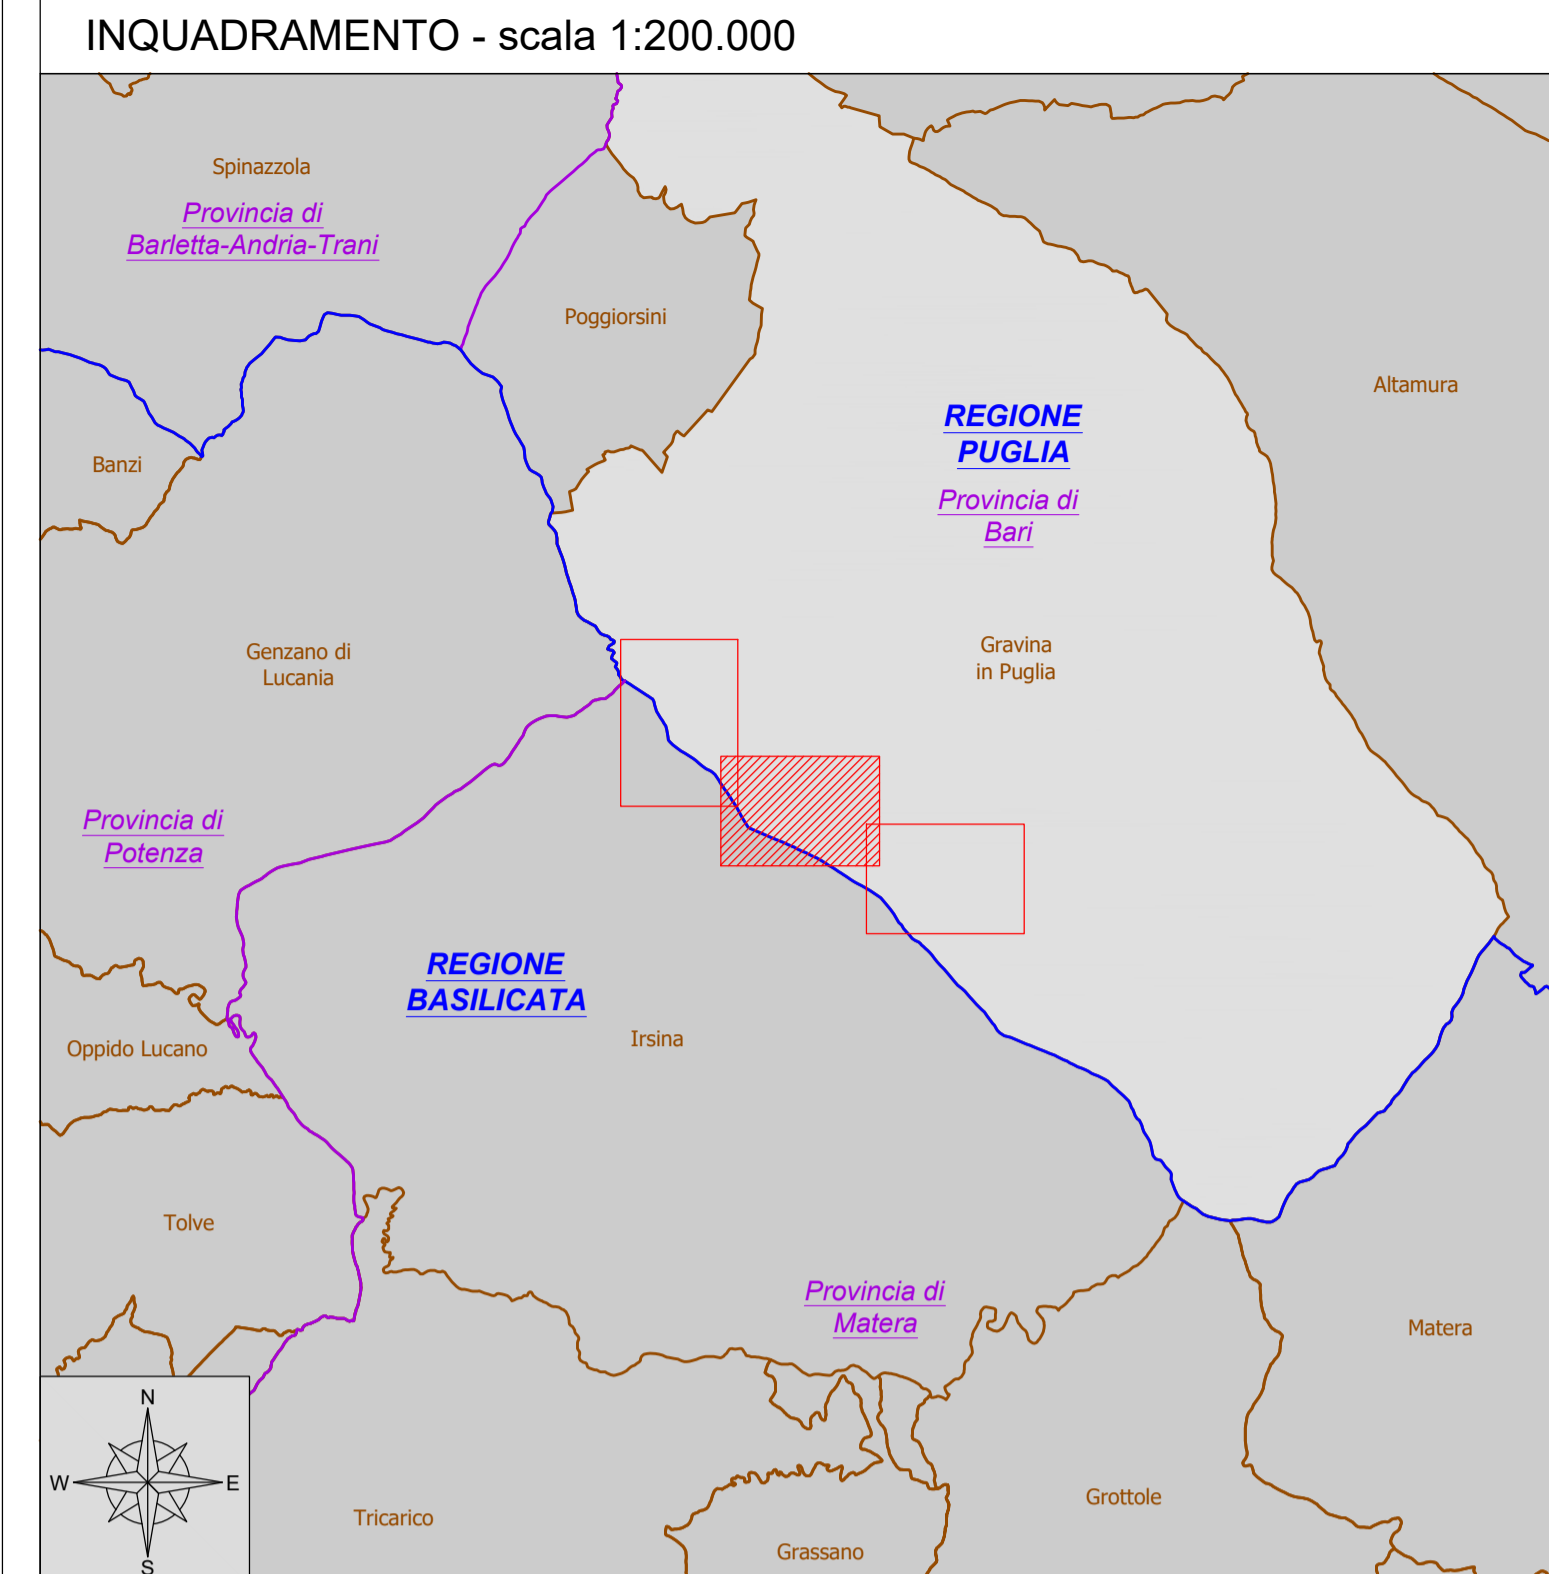 INQUADRAMENTO - scala 1:200.000
Spinazzola
Provincia di
Barletta-Andria-Trani
Poggiorsini
Altamura
REGIONE
PUGLIA
Banzi
Provincia di
Bari
Genzano di
Lucania
Gravina
in Puglia
Provincia di
Potenza
REGIONE
BASILICATA
Irsina
Oppido Lucano
Tolve
Provincia di
Matera
Matera
N
W
E
S
Tricarico
Grottole
Grassano